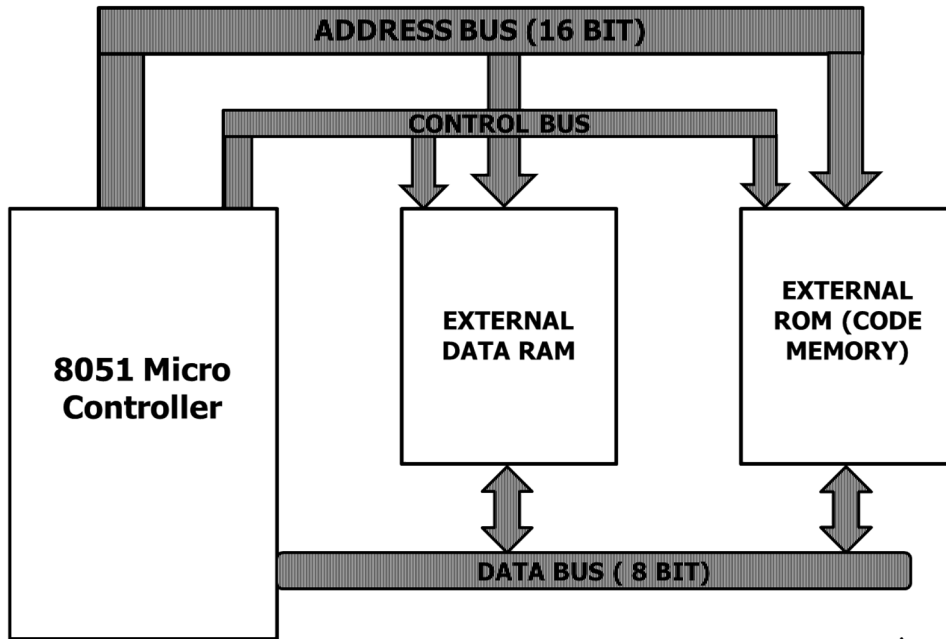 ADDRESS BUS (16 BIT)
CONTROL BUS
8051 Micro
Controller
EXTERNAL
DATA RAM
EXTERNAL
ROM (CODE
MEMORY)
DATA BUS ( 8 BIT)